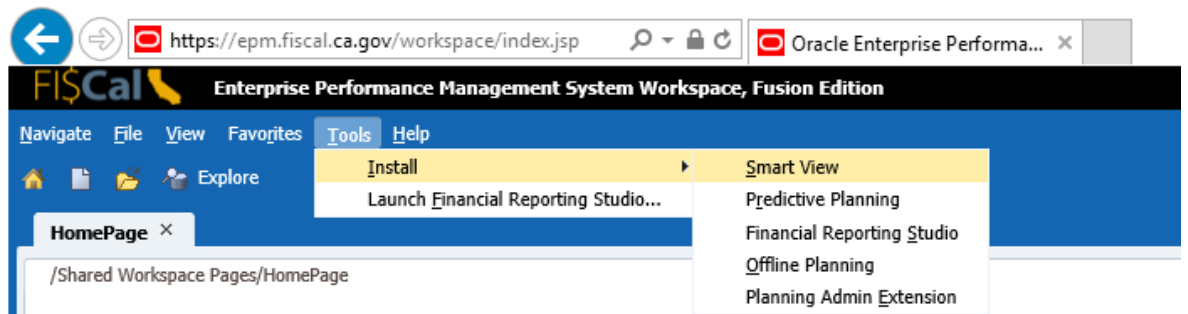 https://epm.fiscal.ca.gov/workspace/index.jsp
Oracle Enterprise Performa...
FI$Cal
Enterprise Performance Management System Workspace, Fusion Edition
Navigate File View Favorites Tools Help
Install
Smart View
Explore
Launch Financial Reporting Studio...
Predictive Planning
HomePage
Financial Reporting Studio
/Shared Workspace Pages/HomePage
Offline Planning
Planning Admin Extension